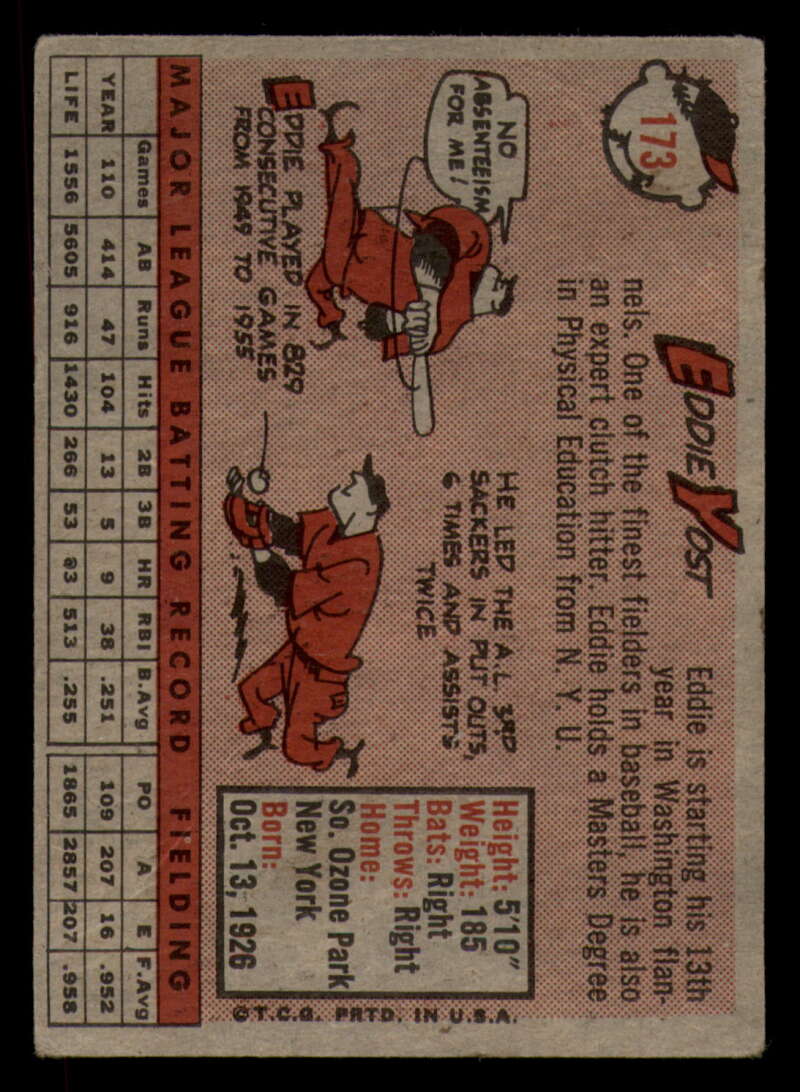 173
EDDIE YOST
Eddie is starting his 13th
year in Washington flan-
nels. One of the finest fielders in baseball, he is also
an expert clutch hitter. Eddie holds a Masters Degree
in Physical Education from N. Y. U.
NO
ABSENTEEISM
FOR ME!
EDDIE PLAYED IN 829
CONSECUTIVE GAMES
FROM 1949 TO 1955
HE LED THE A.L. 3RD
SACKERS IN PUT OUTS,
6 TIMES AND ASSISTS
TWICE
Height: 5'10"
Weight: 185
Bats: Right
Throws: Right
Home:
So. Ozone Park
New York
Born:
Oct. 13, 1926
© T.C.G. PRTD. IN U.S.A.
MAJOR LEAGUE BATTING RECORD FIELDING
Games AB Runs Hits 2B 3B HR RBI B.Avg PO A E F.Avg
YEAR 110 414 47 104 13 5 9 38 .251 109 207 16 .952
LIFE 1556 5605 916 1430 266 53 83 513 .255 1865 2857 207 .958